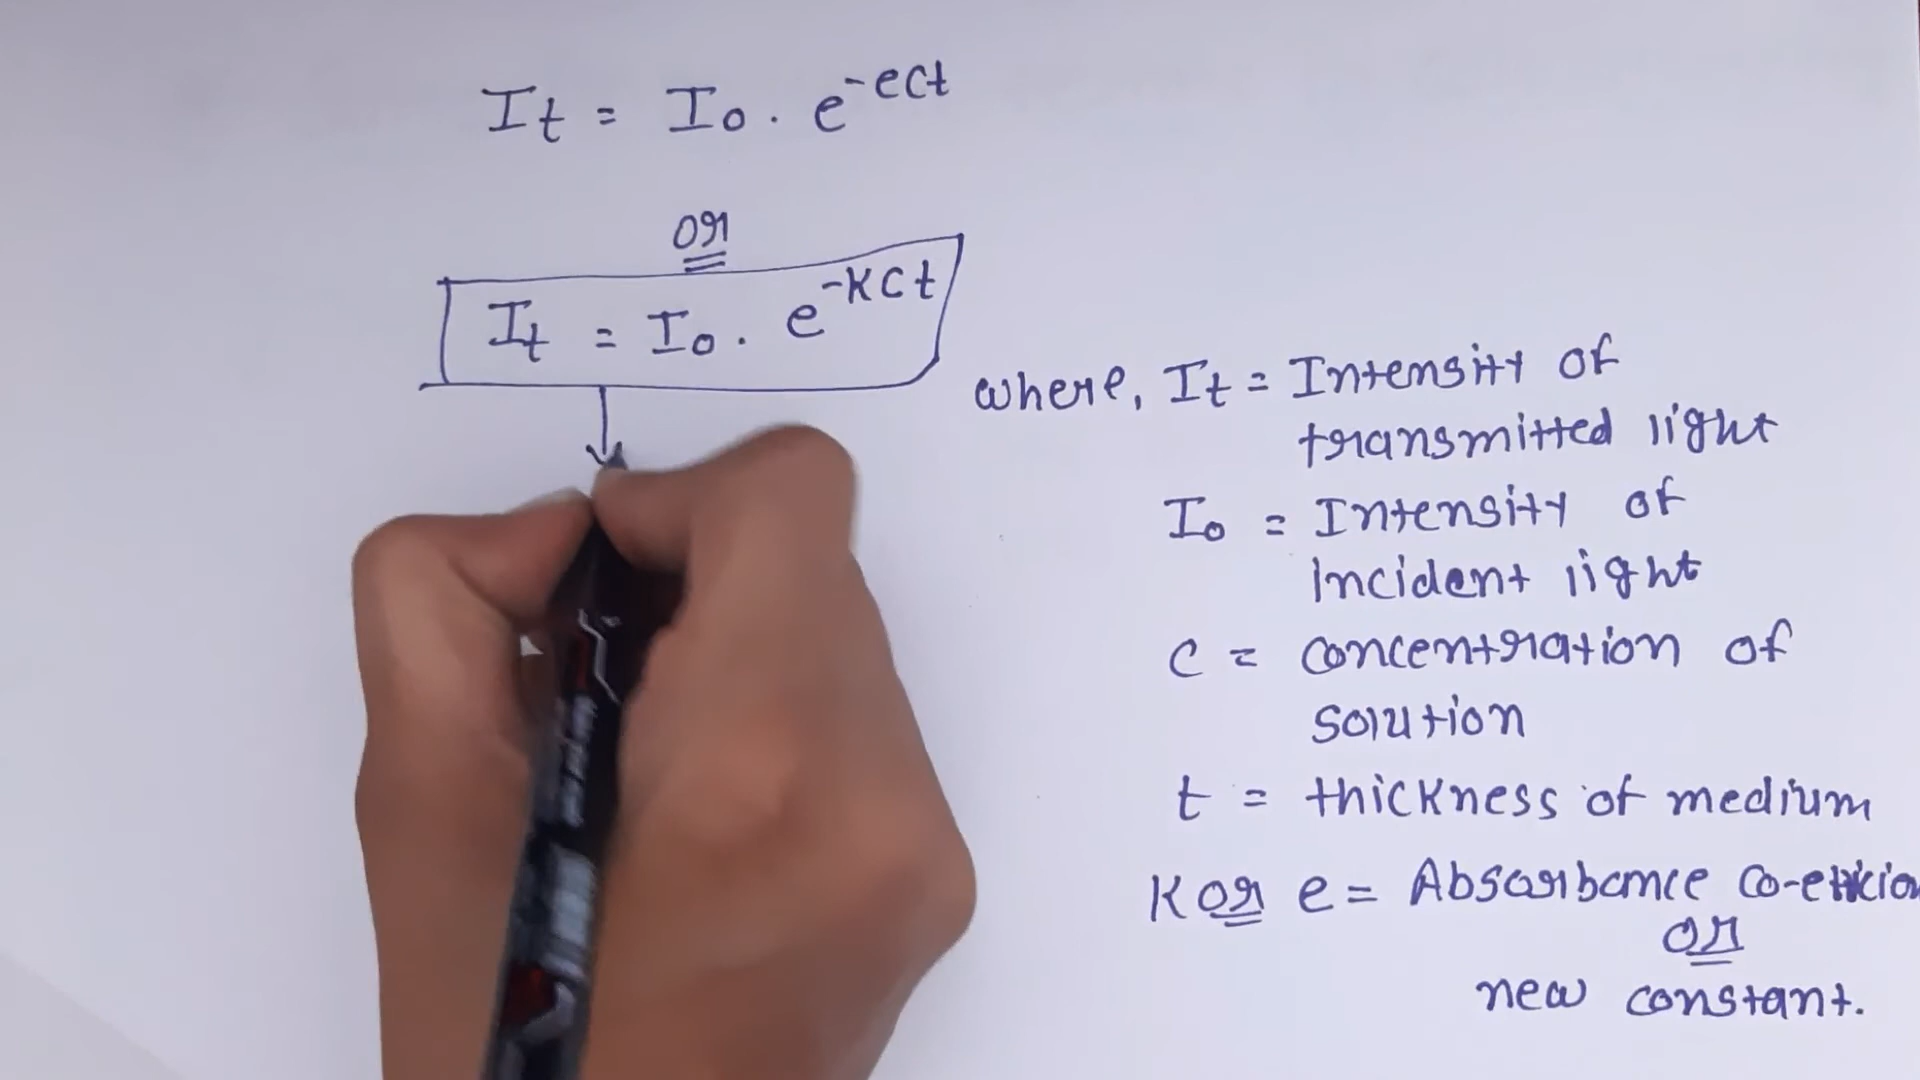 It = Io . e^-ect
or
It = Io . e^-KCt
where, It = Intensity of
transmitted light
Io = Intensity of
Incident light
C = concentration of
solution
t = thickness of medium
K or e = Absorbance
or
new constant.